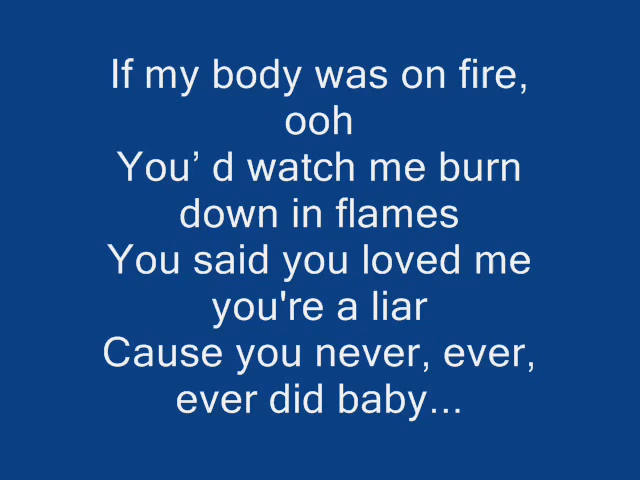 If my body was on fire,
ooh
You’ d watch me burn
down in flames
You said you loved me
you're a liar
Cause you never, ever,
ever did baby...